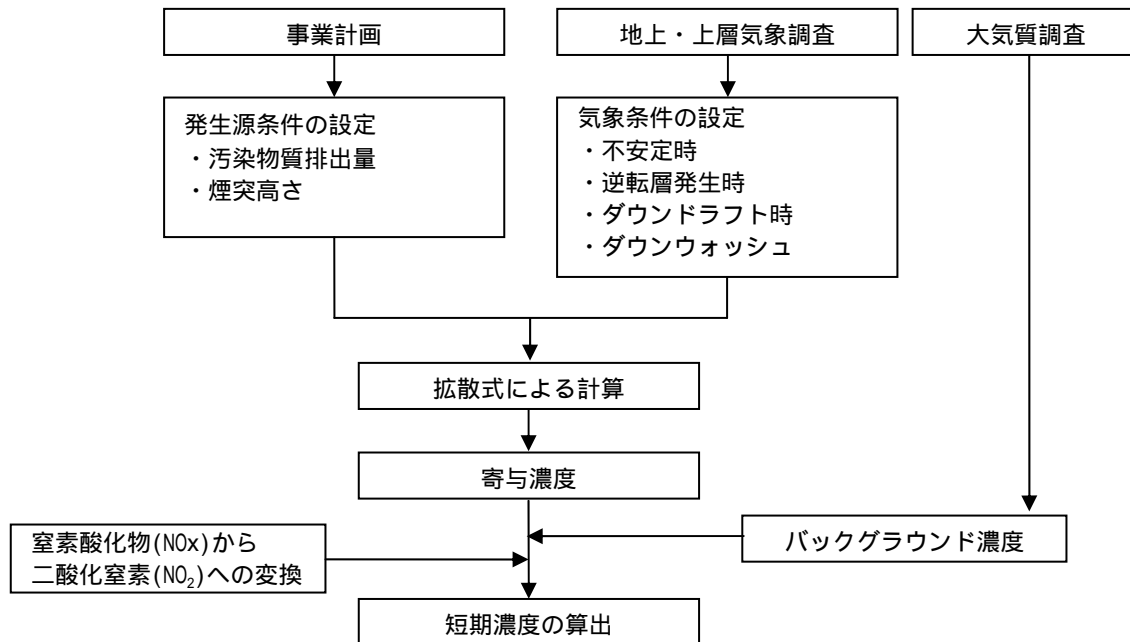 事業計画
地上・上層気象調査
大気質調査
発生源条件の設定
・汚染物質排出量
・煙突高さ
気象条件の設定
・不安定時
・逆転層発生時
・ダウンドラフト時
・ダウンウォッシュ
拡散式による計算
寄与濃度
窒素酸化物(NOx)から
二酸化窒素(NO₂)への変換
バックグラウンド濃度
短期濃度の算出